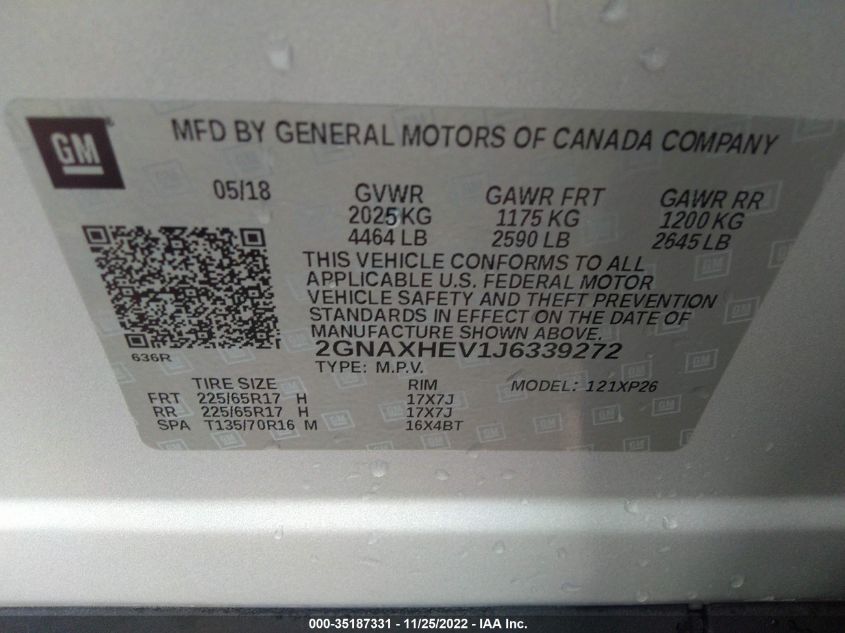 GM
MFD BY GENERAL MOTORS OF CANADA COMPANY
05/18 GVWR GAWR FRT GAWR RR
2025 KG 1175 KG 1200 KG
4464 LB 2590 LB 2645 LB
THIS VEHICLE CONFORMS TO ALL
APPLICABLE U.S. FEDERAL MOTOR
VEHICLE SAFETY AND THEFT PREVENTION
STANDARDS IN EFFECT ON THE DATE OF
MANUFACTURE SHOWN ABOVE.
636R 2GNAXHEV1J6339272
TYPE: M.P.V.
TIRE SIZE RIM MODEL: 121XP26
FRT 225/65R17 H 17X7J
RR 225/65R17 H 17X7J
SPA T135/70R16 M 16X4BT
000-35187331 - 11/25/2022 - IAA Inc.